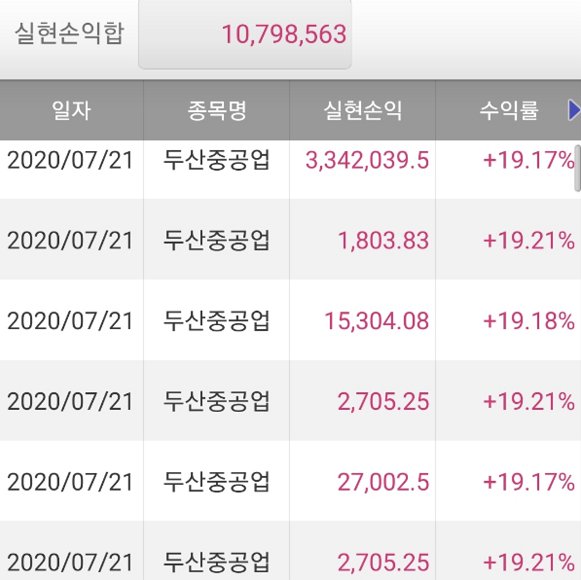 실현손익합 10,798,563
일자 종목명 실현손익 수익률
2020/07/21 두산중공업 3,342,039.5 +19.17%
2020/07/21 두산중공업 1,803.83 +19.21%
2020/07/21 두산중공업 15,304.08 +19.18%
2020/07/21 두산중공업 2,705.25 +19.21%
2020/07/21 두산중공업 27,002.5 +19.17%
2020/07/21 두산중공업 2,705.25 +19.21%